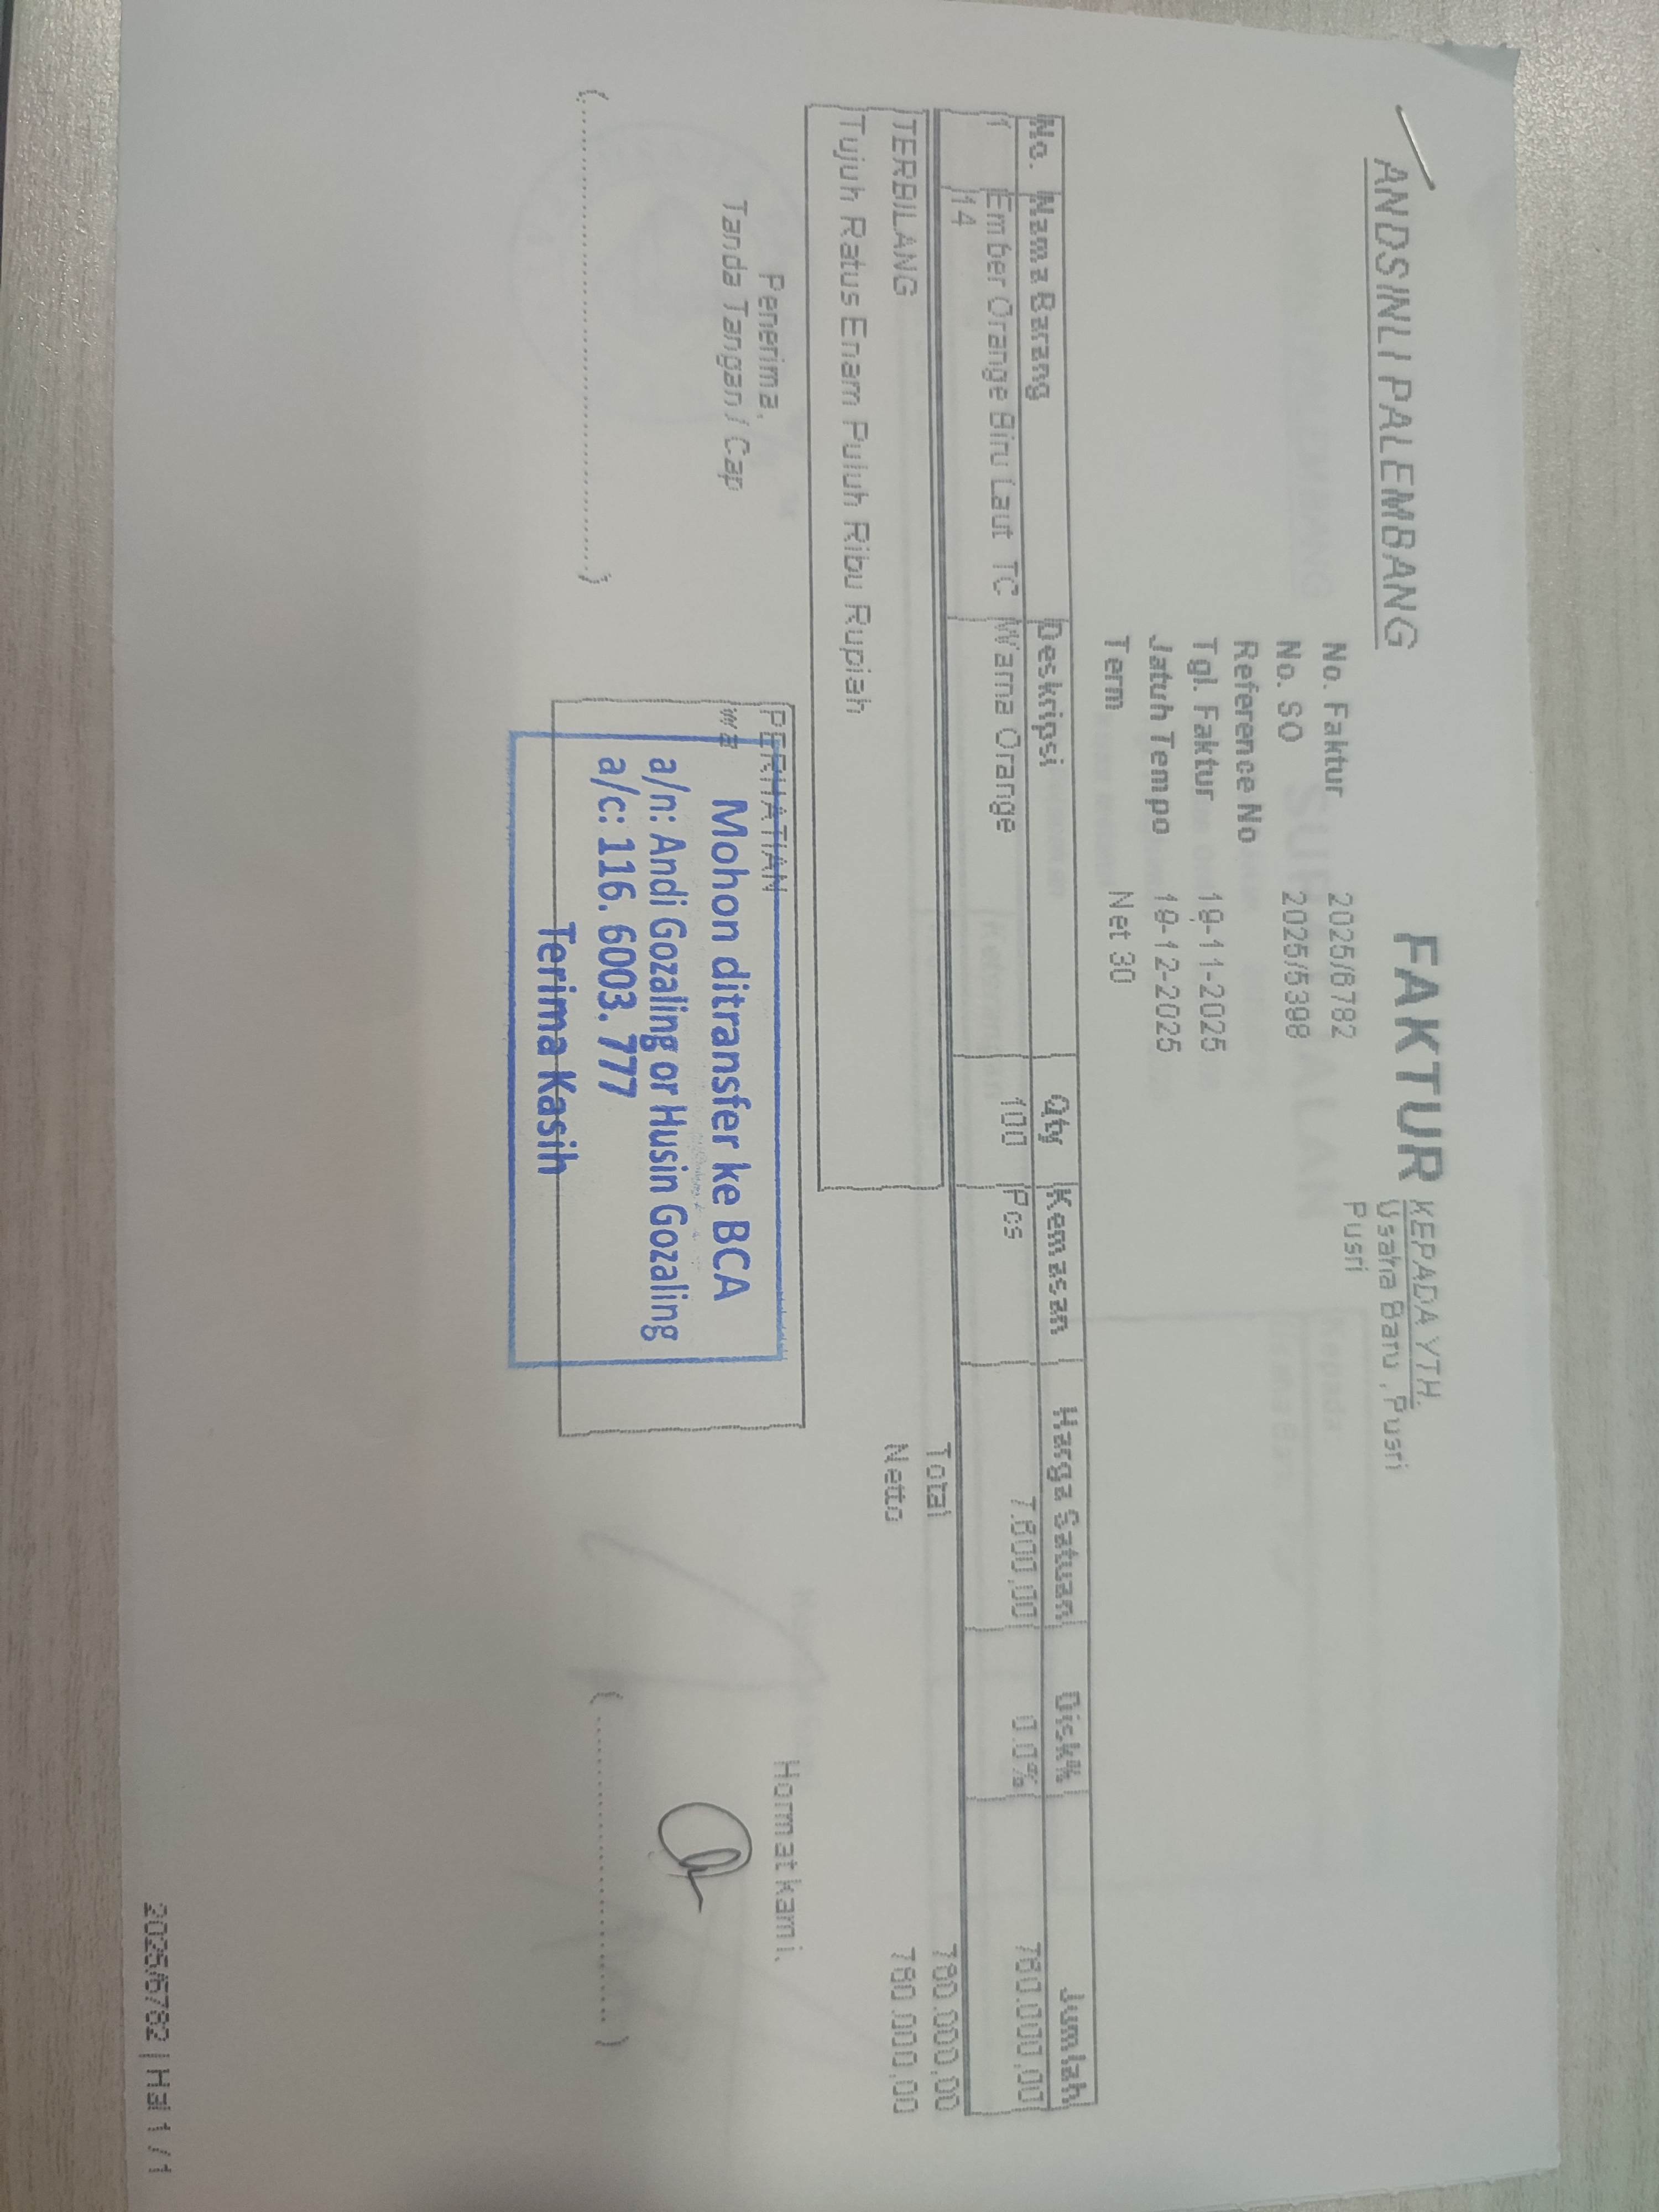 ANDSINLI PALEMBANG
FAKTUR
KEPADA YTH.
Usaha Baru , Pusri
Pusri
No. Faktur 2025/6782
No. SO 2025/5398
Reference No
Tgl. Faktur 19-11-2025
Jatuh Tempo 19-12-2025
Term Net 30
No. Nama Barang Deskripsi Qty Kemasan Harga Satuan Disk% Jumlah
1 Ember Orange Biru Laut TC Warna Orange 100 Pcs 7.600,00 0.0% 760.000,00
14
TERBILANG
Tujuh Ratus Enam Puluh Ribu Rupiah
Total 760.000,00
Netto 760.000,00
Penerima,
Tanda Tangan / Cap
(..............................)
PERHATIAN
wa
Mohon ditransfer ke BCA
a/n: Andi Gozaling or Husin Gozaling
a/c: 116. 6003. 777
Terima Kasih
Hormat kami,
( .............................. )
2025/6782 | Hal 1 / 1